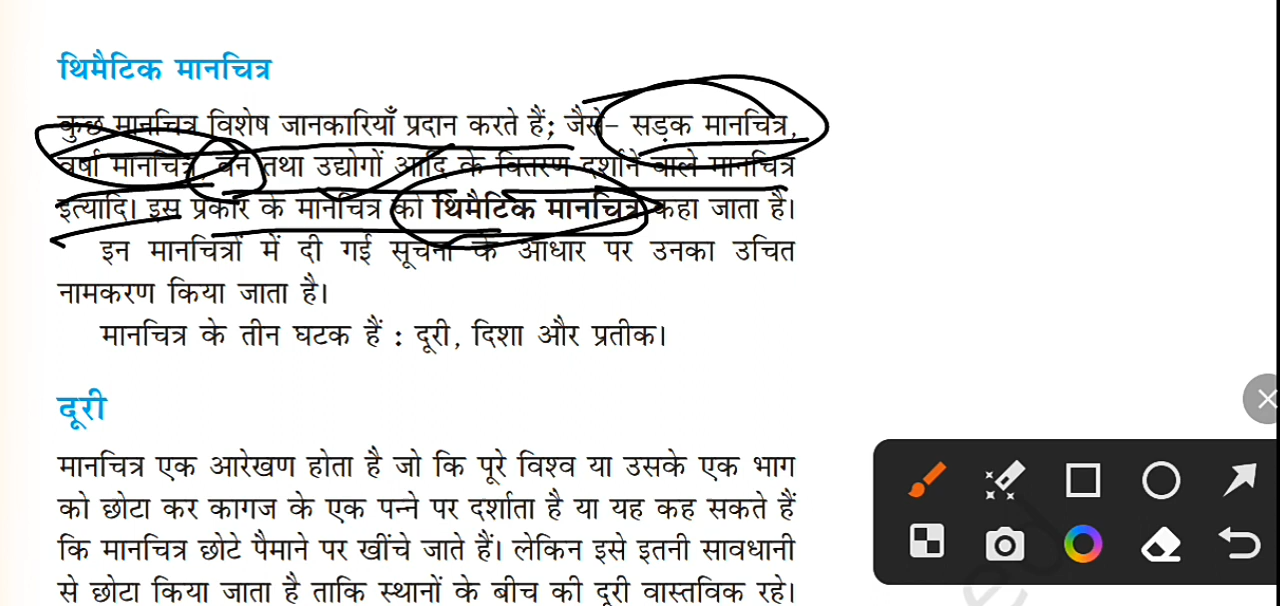 थिमैटिक मानचित्र
कुछ मानचित्र विशेष जानकारियाँ प्रदान करते हैं; जैसे– सड़क मानचित्र,
वर्षा मानचित्र, वन तथा उद्योगों आदि के वितरण दर्शाने वाले मानचित्र
इत्यादि। इस प्रकार के मानचित्र को थिमैटिक मानचित्र कहा जाता है।
इन मानचित्रों में दी गई सूचना के आधार पर उनका उचित
नामकरण किया जाता है।
मानचित्र के तीन घटक हैं : दूरी, दिशा और प्रतीक।
दूरी
मानचित्र एक आरेखण होता है जो कि पूरे विश्व या उसके एक भाग
को छोटा कर कागज के एक पन्ने पर दर्शाता है या यह कह सकते हैं
कि मानचित्र छोटे पैमाने पर खींचे जाते हैं। लेकिन इसे इतनी सावधानी
से छोटा किया जाता है ताकि स्थानों के बीच की दूरी वास्तविक रहे।